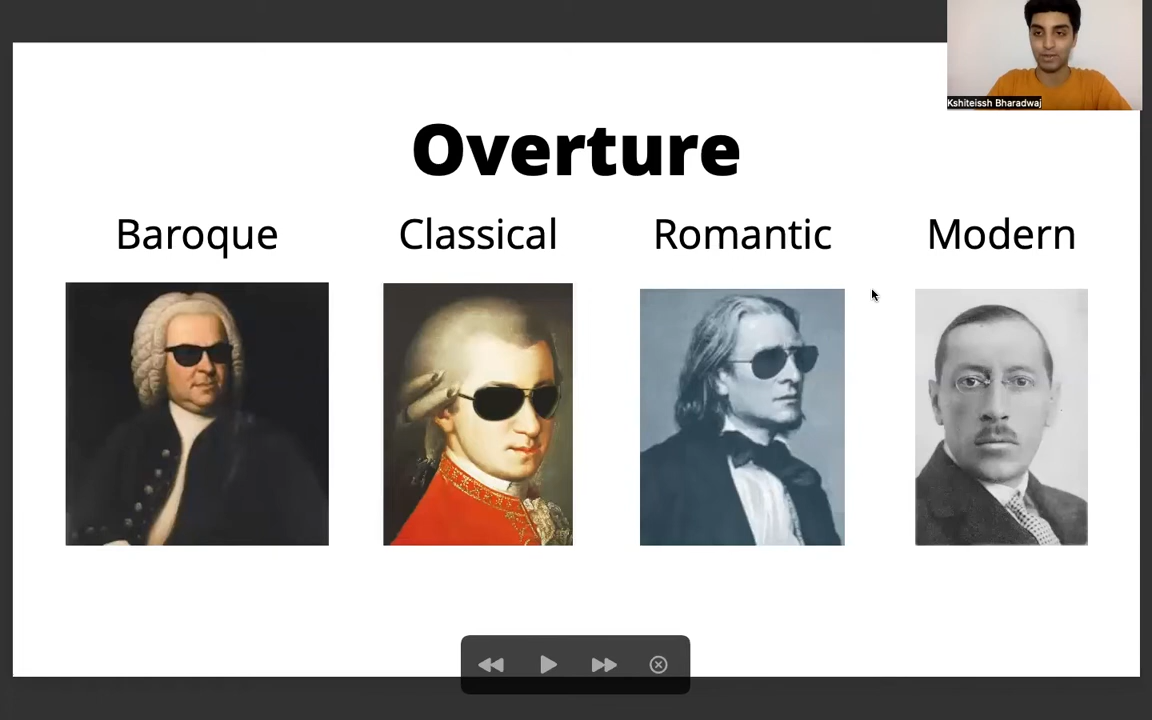 Kshiteissh Bharadwaj
Overture
Baroque
Classical
Romantic
Modern